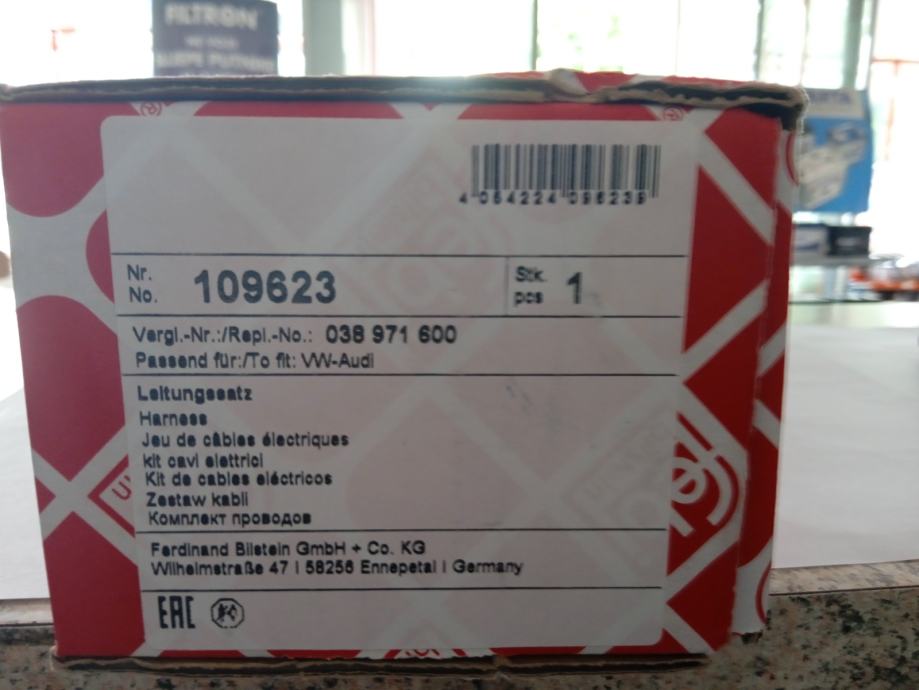 FILTRON
4 054224 096239
Nr.
No. 109623
Stk.
pcs 1
Vergl.-Nr.:/Repl.-No.: 038 971 600
Passend für:/To fit: VW-Audi
Leitungssatz
Harness
Jeu de câbles électriques
kit cavi elettrici
Kit de cables eléctricos
Zestaw kabli
Комплект проводов
Ferdinand Bilstein GmbH + Co. KG
Wilhelmstraße 47 | 58256 Ennepetal | Germany
EAC
febi